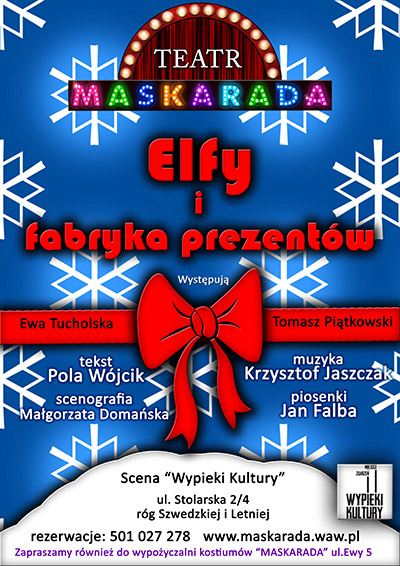 TEATR
MASKARADA
Elfy
i
fabryka prezentów
Występują
Ewa Tucholska
Tomasz Piątkowski
tekst
Pola Wójcik
scenografia
Małgorzata Domańska
muzyka
Krzysztof Jaszczak
piosenki
Jan Falba
Scena "Wypieki Kultury"
ul. Stolarska 2/4
róg Szwedzkiej i Letniej
MIEJSCE
ZDARZEŃ
WYPIEKI
KULTURY
rezerwacje: 501 027 278 www.maskarada.waw.pl
Zapraszamy również do wypożyczalni kostiumów "MASKARADA" ul.Ewy 5